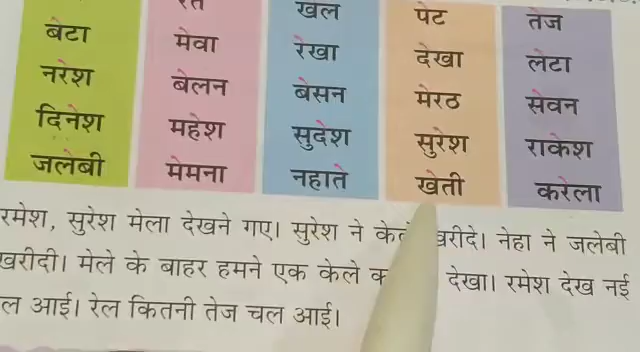 खल पेट तेज
बेटा मेवा रेखा देखा लेटा
नरेश बेलन बेसन मेरठ सेवन
दिनेश महेश सुदेश सुरेश राकेश
जलेबी मेमना नहाते खेती करेला
रमेश, सुरेश मेला देखने गए। सुरेश ने खरीदे। नेहा ने जलेबी
खरीदी। मेले के बाहर हमने एक केले देखा। रमेश देख नई
आई। रेल कितनी तेज चल आई।